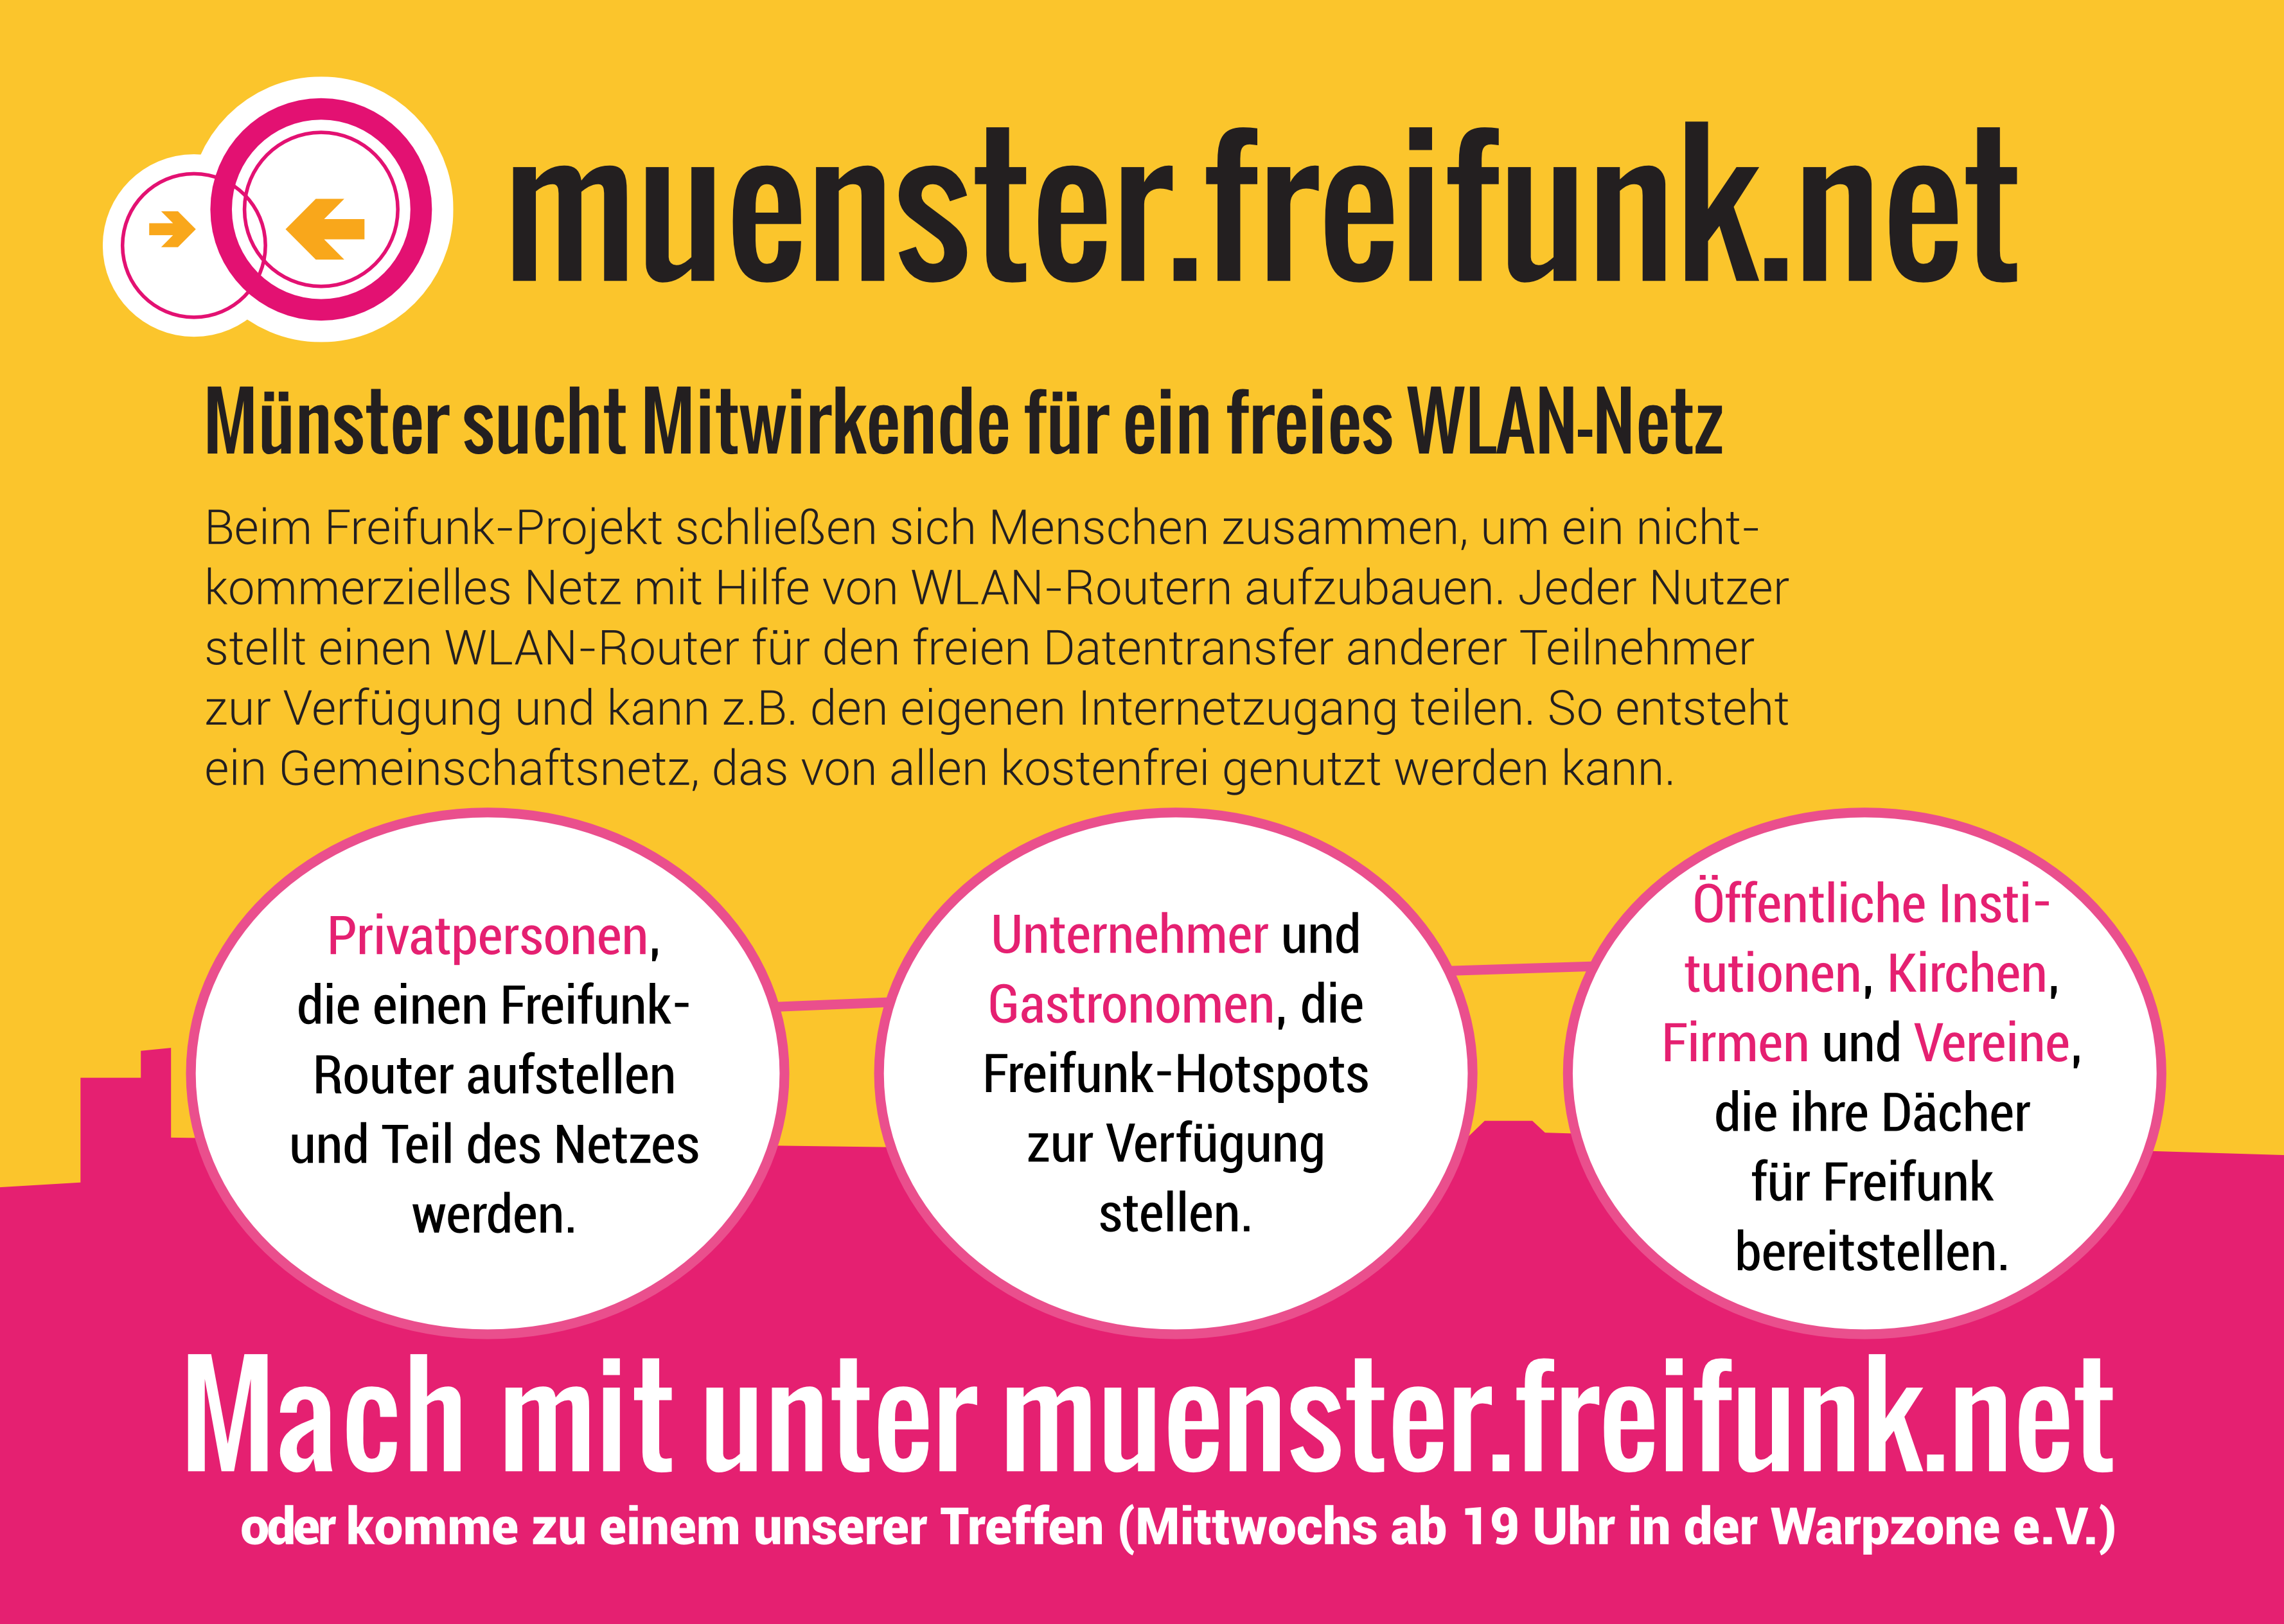 muenster.freifunk.net
Münster sucht Mitwirkende für ein freies WLAN-Netz
Beim Freifunk-Projekt schließen sich Menschen zusammen, um ein nicht-
kommerzielles Netz mit Hilfe von WLAN-Routern aufzubauen. Jeder Nutzer
stellt einen WLAN-Router für den freien Datentransfer anderer Teilnehmer
zur Verfügung und kann z.B. den eigenen Internetzugang teilen. So entsteht
ein Gemeinschaftsnetz, das von allen kostenfrei genutzt werden kann.
Privatpersonen,
die einen Freifunk-
Router aufstellen
und Teil des Netzes
werden.
Unternehmer und
Gastronomen, die
Freifunk-Hotspots
zur Verfügung
stellen.
Öffentliche Insti-
tutionen, Kirchen,
Firmen und Vereine,
die ihre Dächer
für Freifunk
bereitstellen.
Mach mit unter muenster.freifunk.net
oder komme zu einem unserer Treffen (Mittwochs ab 19 Uhr in der Warpzone e.V.)